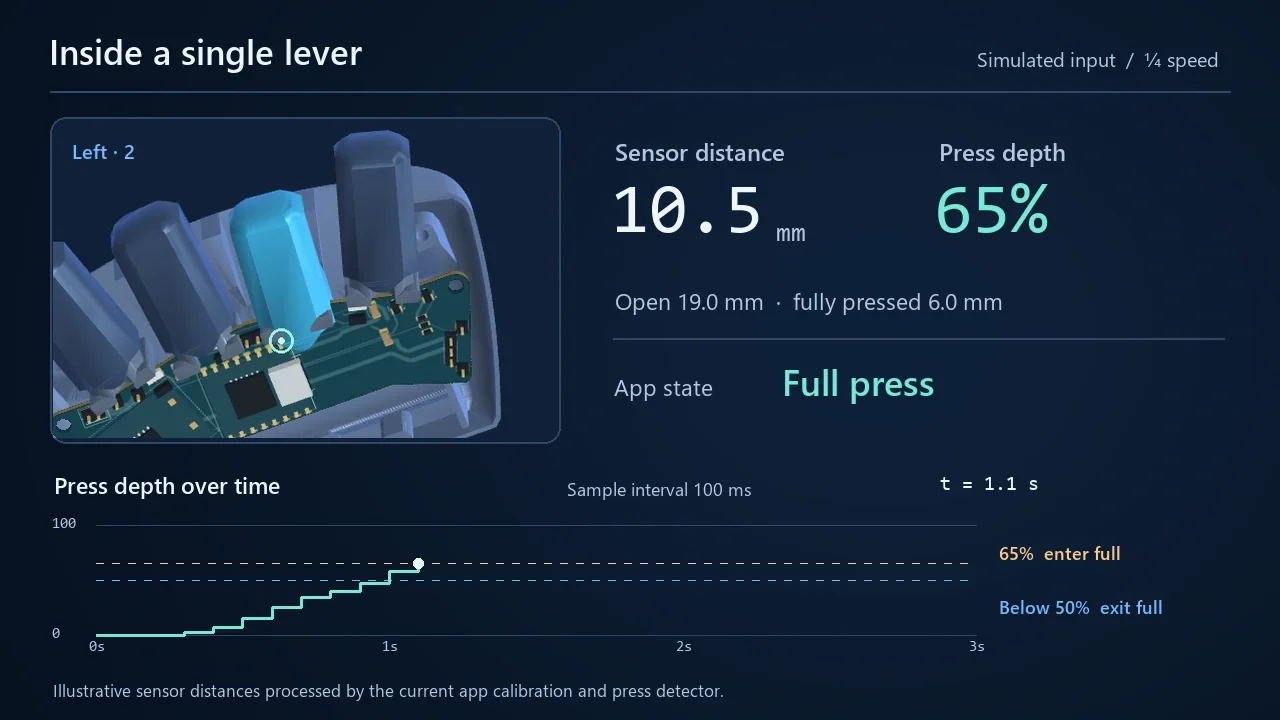 Inside a single lever
Simulated input / ¼ speed
Left · 2
Sensor distance
10.5 mm
Press depth
65%
Open 19.0 mm · fully pressed 6.0 mm
App state Full press
Press depth over time
Sample interval 100 ms
t = 1.1 s
100
0
0s 1s 2s 3s
65% enter full
Below 50% exit full
Illustrative sensor distances processed by the current app calibration and press detector.